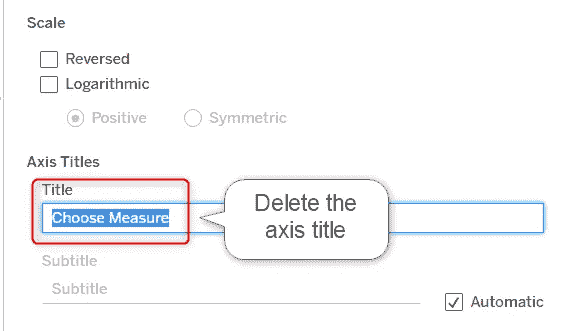 Scale
Reversed
Logarithmic
Positive Symmetric
Axis Titles
Title
Choose Measure
Delete the
axis title
Subtitle
Subtitle
Automatic